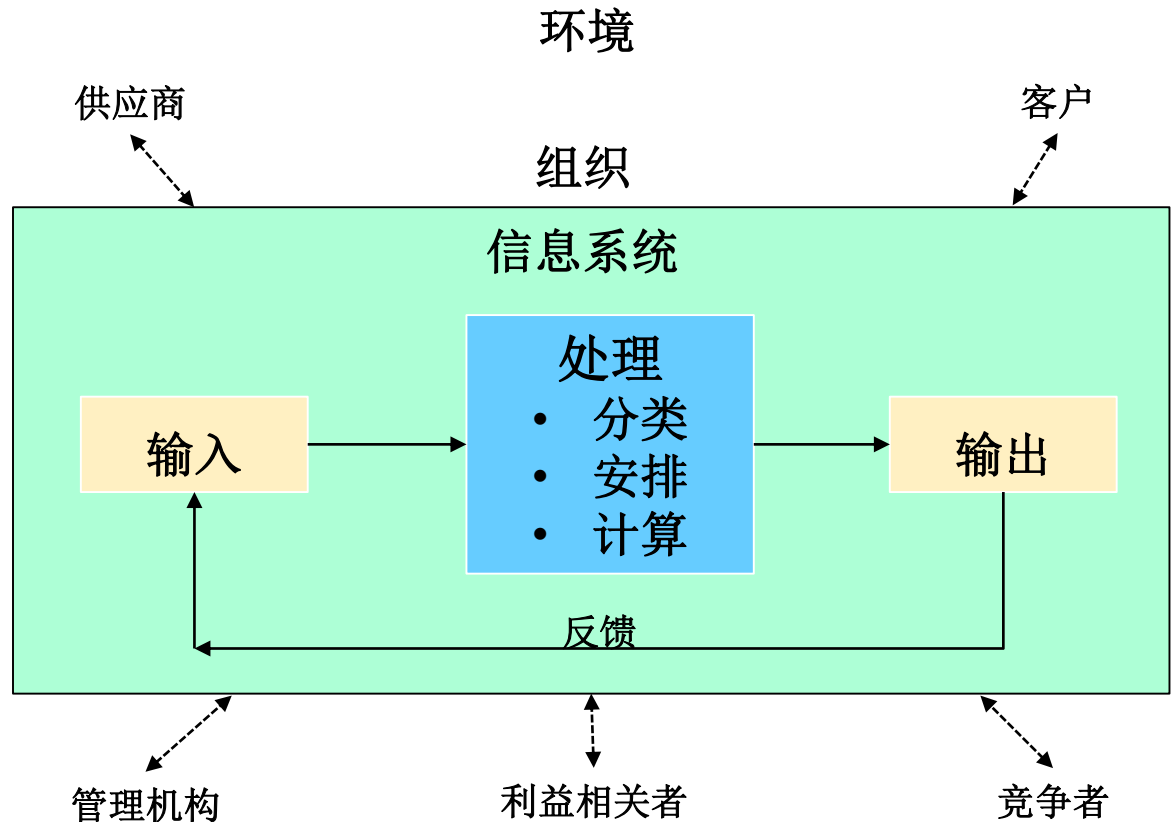 环境
供应商
客户
组织
信息系统
处理
• 分类
输入
输出
• 安排
• 计算
反馈
管理机构
利益相关者
竞争者